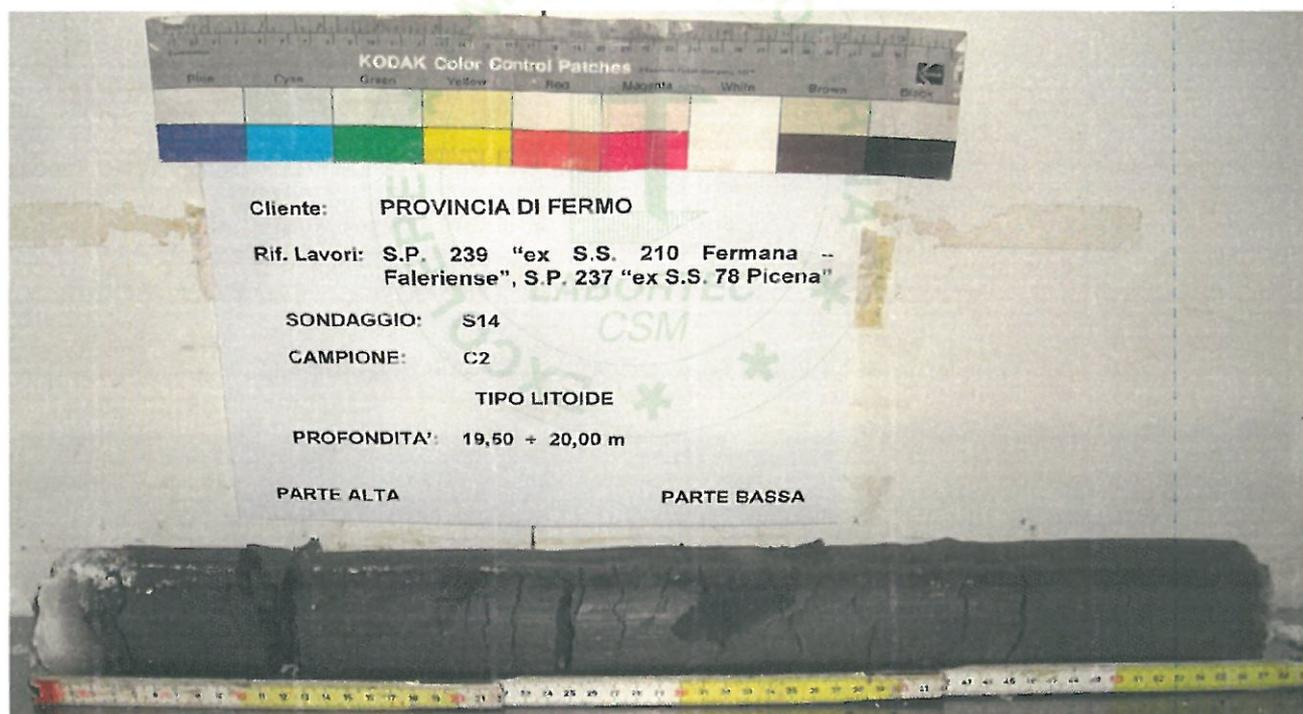 KODAK Color Control Patches
Cyan Green Yellow Red Magenta White Brown Black
Cliente: PROVINCIA DI FERMO
Rif. Lavori: S.P. 239 “ex S.S. 210 Fermana –
Faleriense”, S.P. 237 “ex S.S. 78 Picena”
LABORTEC
CSM
SONDAGGIO: S14
CAMPIONE: C2
TIPO LITOIDE
PROFONDITA’: 19,50 ÷ 20,00 m
PARTE ALTA PARTE BASSA